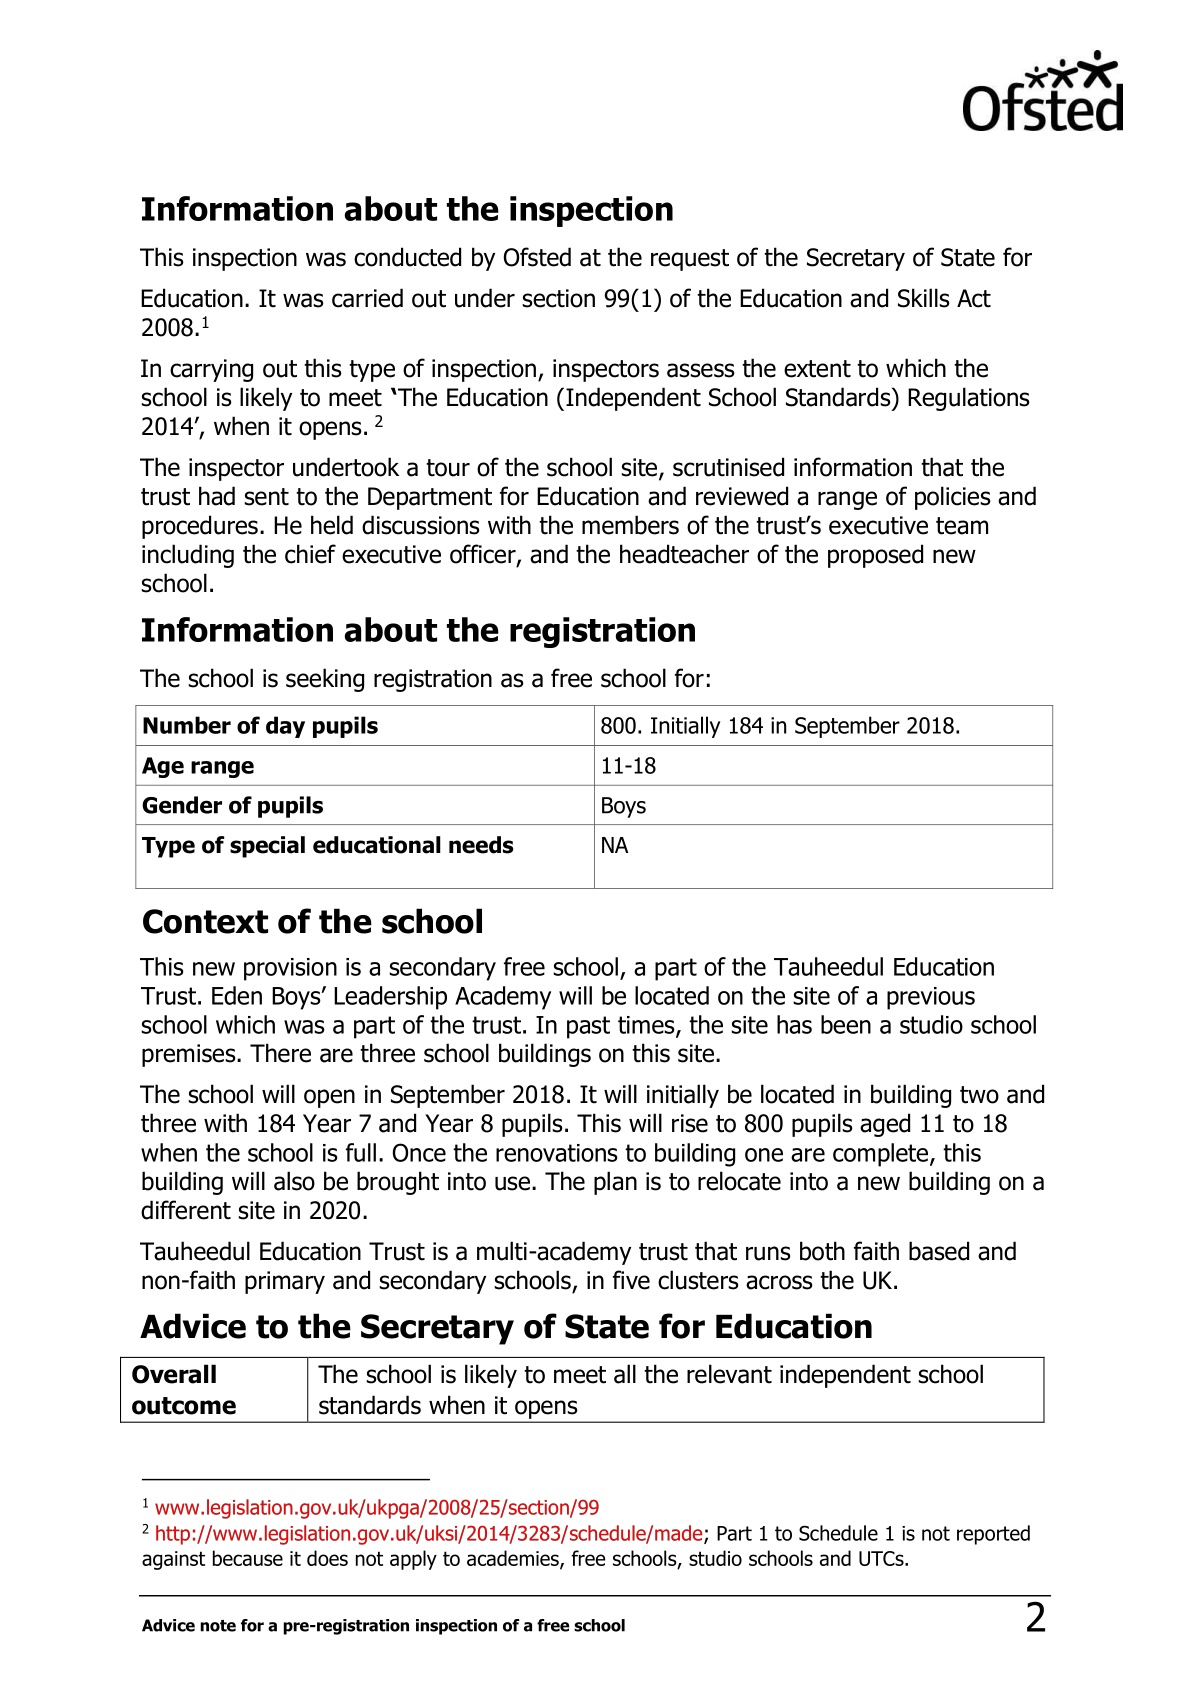 Ofsted
Information about the inspection
This inspection was conducted by Ofsted at the request of the Secretary of State for
Education. It was carried out under section 99(1) of the Education and Skills Act
2008.1
In carrying out this type of inspection, inspectors assess the extent to which the
school is likely to meet ‘The Education (Independent School Standards) Regulations
2014’, when it opens. 2
The inspector undertook a tour of the school site, scrutinised information that the
trust had sent to the Department for Education and reviewed a range of policies and
procedures. He held discussions with the members of the trust’s executive team
including the chief executive officer, and the headteacher of the proposed new
school.
Information about the registration
The school is seeking registration as a free school for:
Number of day pupils 800. Initially 184 in September 2018.
Age range 11-18
Gender of pupils Boys
Type of special educational needs NA
Context of the school
This new provision is a secondary free school, a part of the Tauheedul Education
Trust. Eden Boys’ Leadership Academy will be located on the site of a previous
school which was a part of the trust. In past times, the site has been a studio school
premises. There are three school buildings on this site.
The school will open in September 2018. It will initially be located in building two and
three with 184 Year 7 and Year 8 pupils. This will rise to 800 pupils aged 11 to 18
when the school is full. Once the renovations to building one are complete, this
building will also be brought into use. The plan is to relocate into a new building on a
different site in 2020.
Tauheedul Education Trust is a multi-academy trust that runs both faith based and
non-faith primary and secondary schools, in five clusters across the UK.
Advice to the Secretary of State for Education
Overall The school is likely to meet all the relevant independent school
outcome standards when it opens
1 www.legislation.gov.uk/ukpga/2008/25/section/99
2 http://www.legislation.gov.uk/uksi/2014/3283/schedule/made; Part 1 to Schedule 1 is not reported
against because it does not apply to academies, free schools, studio schools and UTCs.
Advice note for a pre-registration inspection of a free school 2